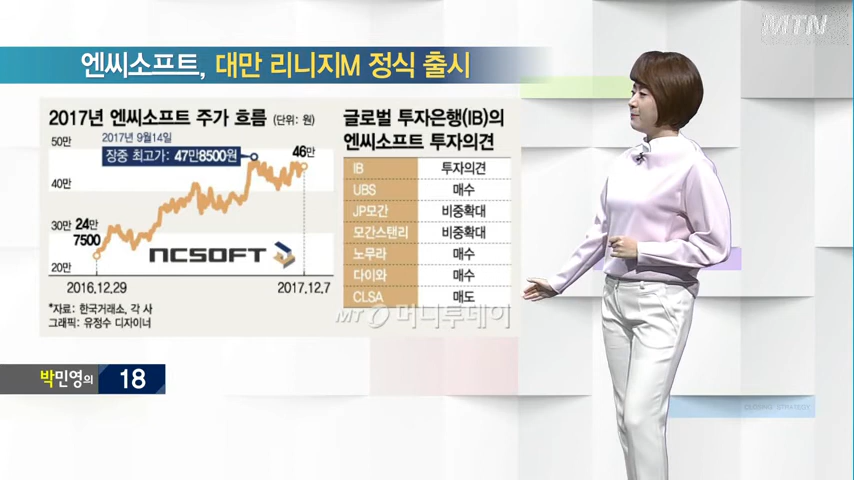 MTN
엔씨소프트, 대만 리니지M 정식 출시
2017년 엔씨소프트 주가 흐름 (단위: 원)
50만
2017년 9월14일
장중 최고가: 47만8500원
46만
40만
30만
24만
7500
20만
NCSOFT
2016.12.29
2017.12.7
*자료: 한국거래소, 각 사
그래픽: 유정수 디자이너
글로벌 투자은행(IB)의
엔씨소프트 투자의견
IB 투자의견
UBS 매수
JP모간 비중확대
모간스탠리 비중확대
노무라 매수
다이와 매수
CLSA 매도
MT 머니투데이
박민영의 18
CLOSING STRATEGY